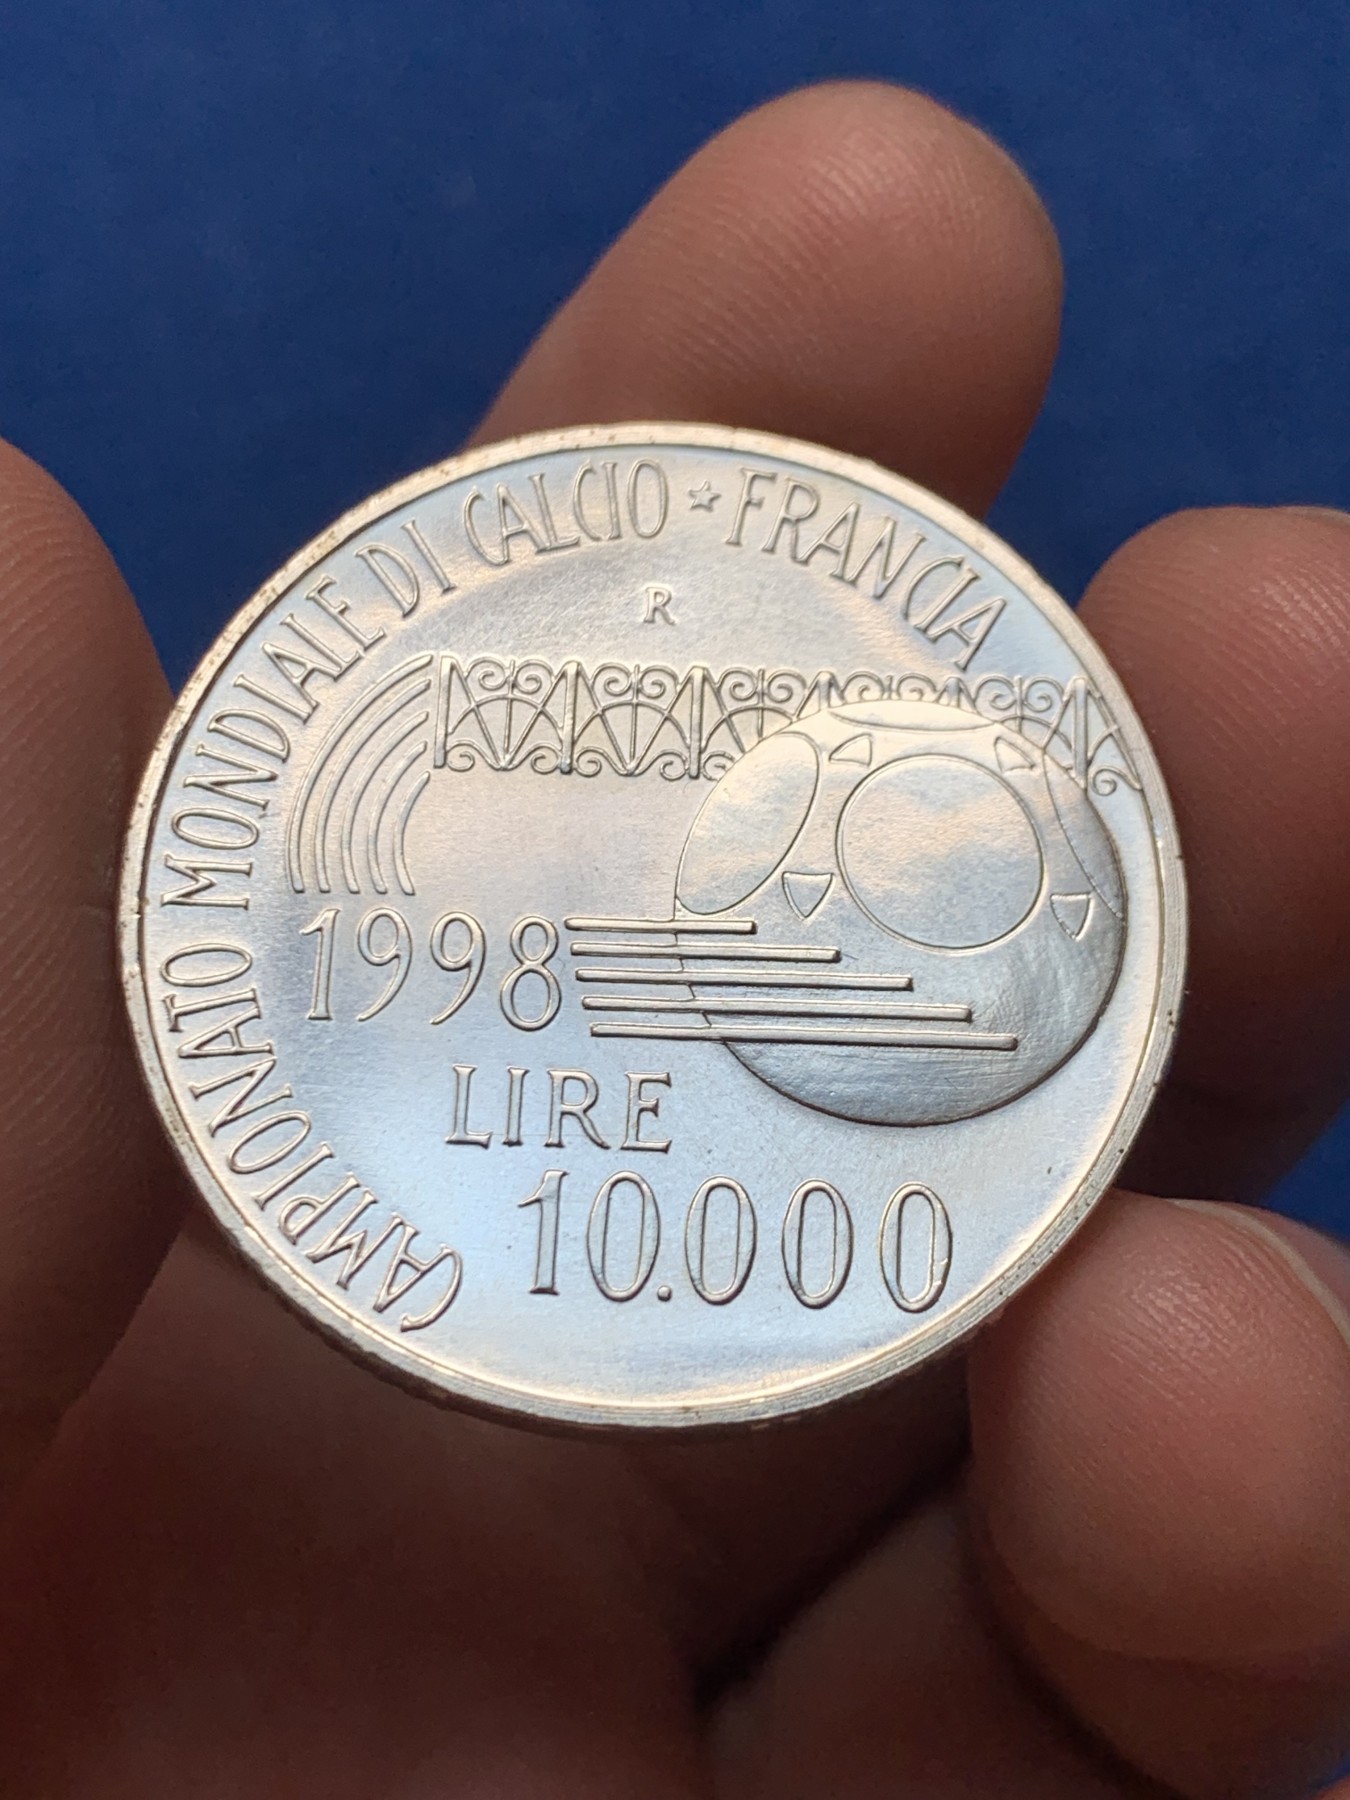 CAMPIONATO MONDIALE DI CALCIO ★ FRANCIA
R
1998
LIRE
10.000